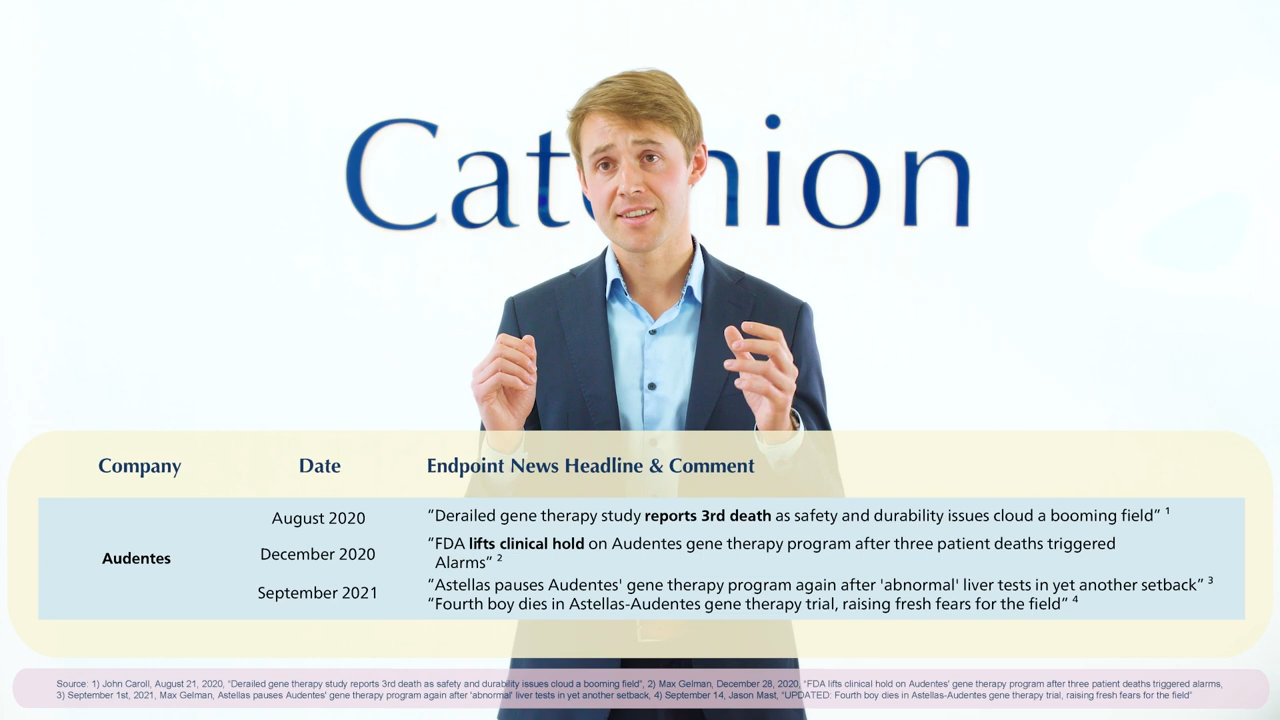 Cat nion
Company Date Endpoint News Headline & Comment
August 2020 “Derailed gene therapy study reports 3rd death as safety and durability issues cloud a booming field” 1
Audentes December 2020 “FDA lifts clinical hold on Audentes gene therapy program after three patient deaths triggered
Alarms” 2
September 2021 “Astellas pauses Audentes' gene therapy program again after 'abnormal' liver tests in yet another setback” 3
“Fourth boy dies in Astellas-Audentes gene therapy trial, raising fresh fears for the field” 4
Source: 1) John Caroll, August 21, 2020, “Derailed gene therapy study reports 3rd death as safety and durability issues cloud a booming field”, 2) Max Gelman, December 28, 2020, “FDA lifts clinical hold on Audentes' gene therapy program after three patient deaths triggered alarms,
3) September 1st, 2021, Max Gelman, Astellas pauses Audentes' gene therapy program again after 'abnormal' liver tests in yet another setback, 4) September 14, Jason Mast, “UPDATED: Fourth boy dies in Astellas-Audentes gene therapy trial, raising fresh fears for the field”